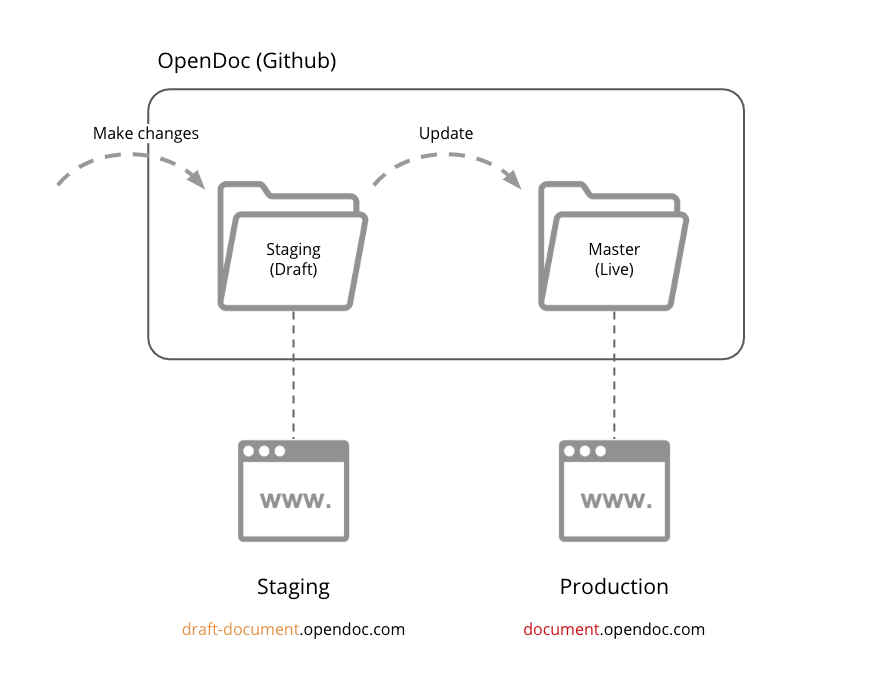 OpenDoc (Github)
Make changes
Update
Staging
(Draft)
Master
(Live)
www.
www.
Staging
Production
draft-document.opendoc.com
document.opendoc.com